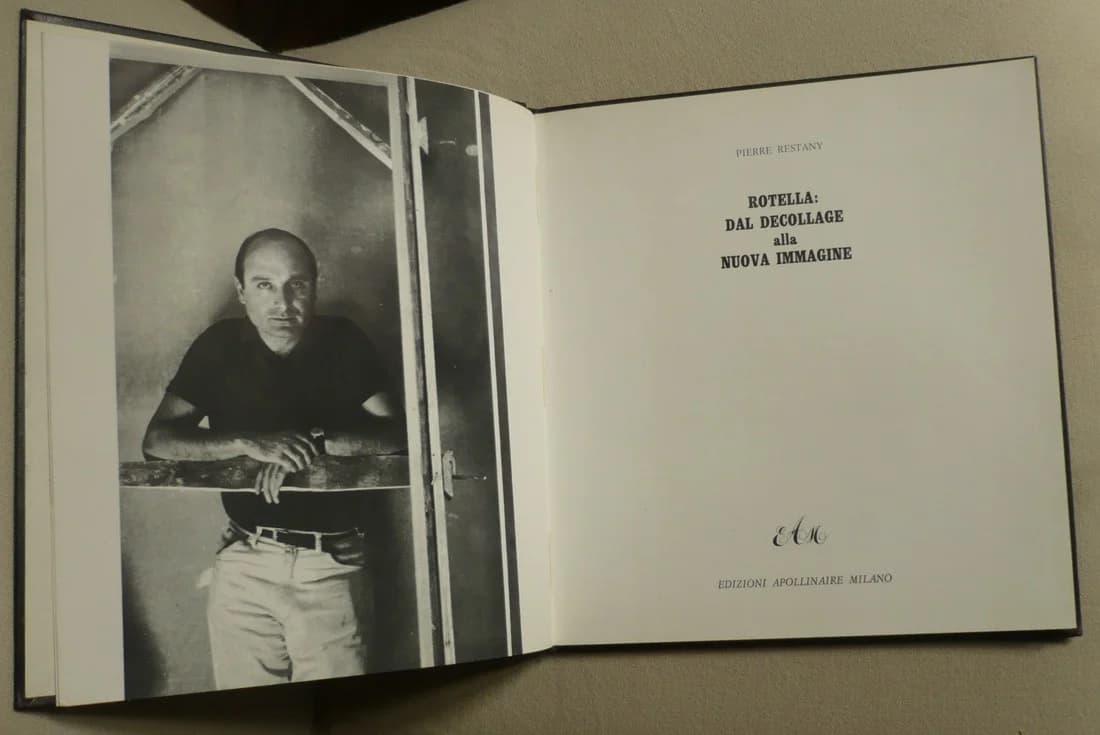 PIERRE RESTANY
ROTELLA:
DAL DECOLLAGE
alla
NUOVA IMMAGINE
EAM
EDIZIONI APOLLINAIRE MILANO